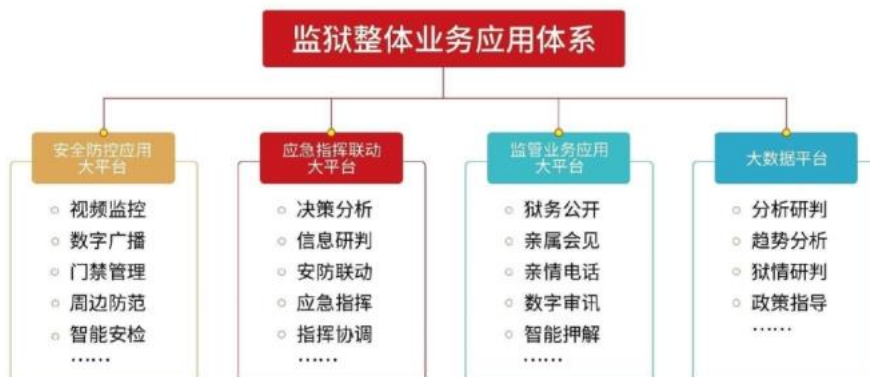 监狱整体业务应用体系
安全防控应用
大平台
视频监控
数字广播
门禁管理
周边防范
智能安检
……
应急指挥联动
大平台
决策分析
信息研判
安防联动
应急指挥
指挥协调
……
监管业务应用
大平台
狱务公开
亲属会见
亲情电话
数字审讯
智能押解
……
大数据平台
分析研判
趋势分析
狱情研判
政策指导
……